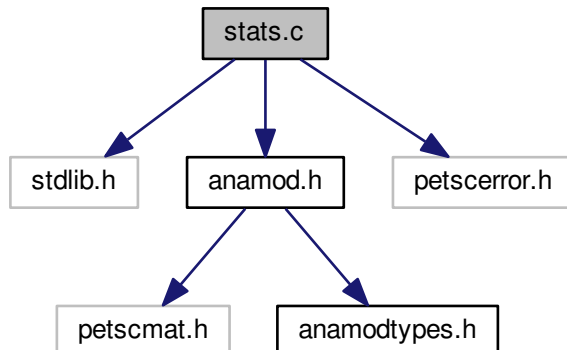 stats.c
stdlib.h
anamod.h
petscerror.h
petscmat.h
anamodtypes.h